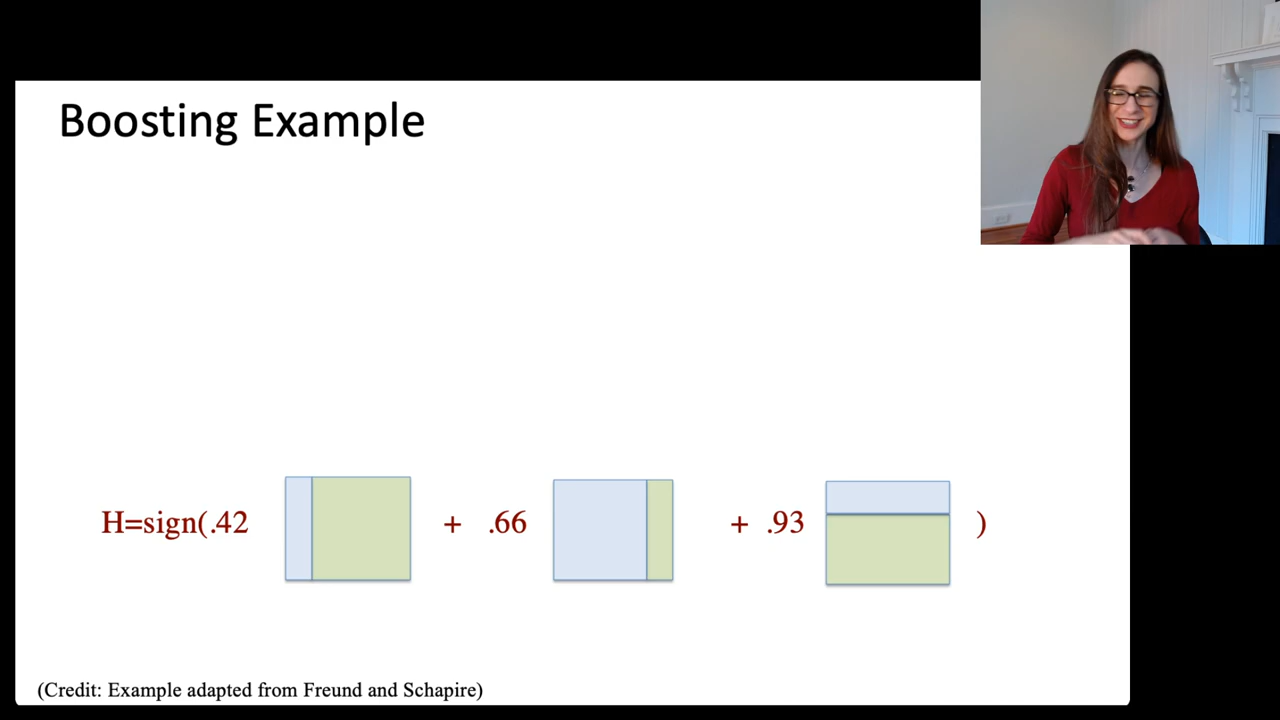 Boosting Example
H=sign(.42 + .66 + .93 )
(Credit: Example adapted from Freund and Schapire)